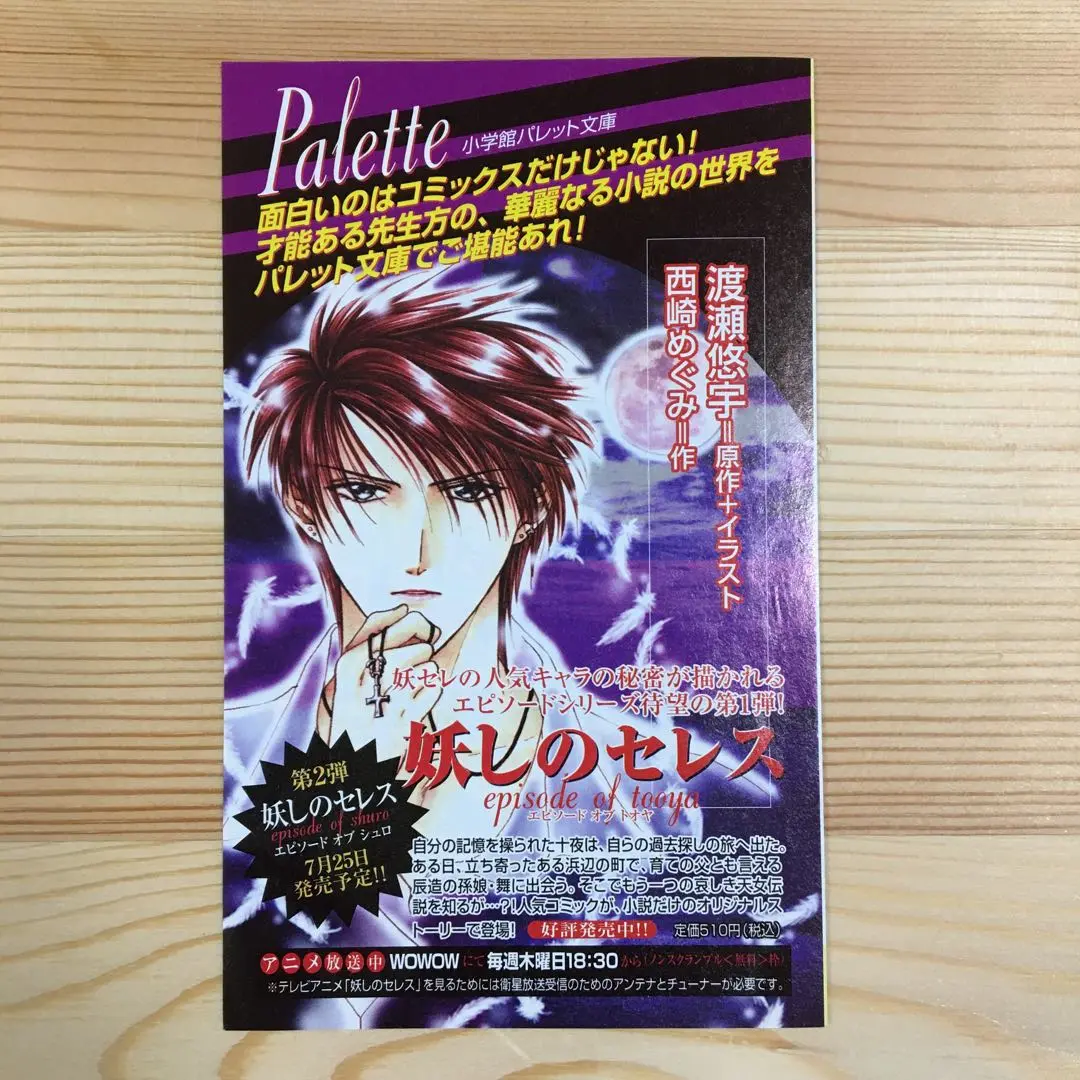 Palette 小学館パレット文庫
面白いのはコミックスだけじゃない!
才能ある先生方の、華麗なる小説の世界を
パレット文庫でご堪能あれ!
渡瀬悠宇=原作+イラスト
西崎めぐみ=作
妖セレの人気キャラの秘密が描かれる
エピソードシリーズ待望の第1弾!
妖しのセレス
episode of tooya
エピソード オブ トオヤ
第2弾
妖しのセレス
episode of shuro
エピソード オブ シュロ
7月25日
発売予定!!
自分の記憶を操られた十夜は、自らの過去探しの旅へ出た。
ある日、立ち寄ったある浜辺の町で、育ての父とも言える
辰造の孫娘・舞に出会う。そこでもう一つの哀しき天女伝
説を知るが…?!人気コミックが、小説だけのオリジナルス
トーリーで登場! 好評発売中!! 定価510円(税込)
アニメ放送中 WOWOWにて毎週木曜日18:30から(ノンスクランブル<無料>枠)
※テレビアニメ「妖しのセレス」を見るためには衛星放送受信のためのアンテナとチューナーが必要です。